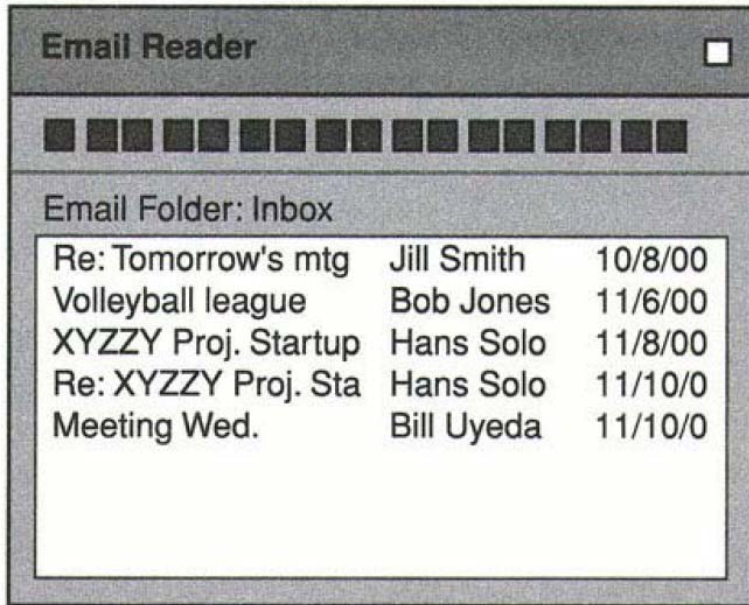 Email Reader
Email Folder: Inbox
Re: Tomorrow's mtg Jill Smith 10/8/00
Volleyball league Bob Jones 11/6/00
XYZZY Proj. Startup Hans Solo 11/8/00
Re: XYZZY Proj. Sta Hans Solo 11/10/0
Meeting Wed. Bill Uyeda 11/10/0